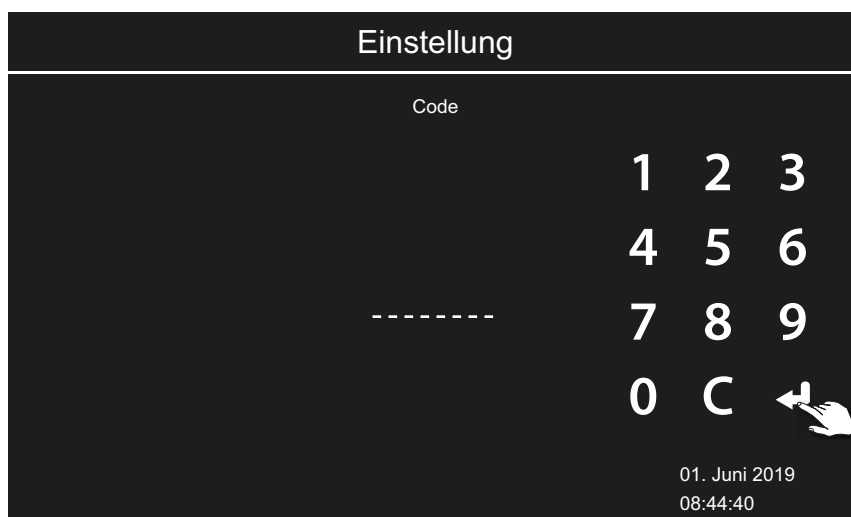 Einstellung
Code
1 2 3
4 5 6
--------
7 8 9
0 C
01. Juni 2019
08:44:40